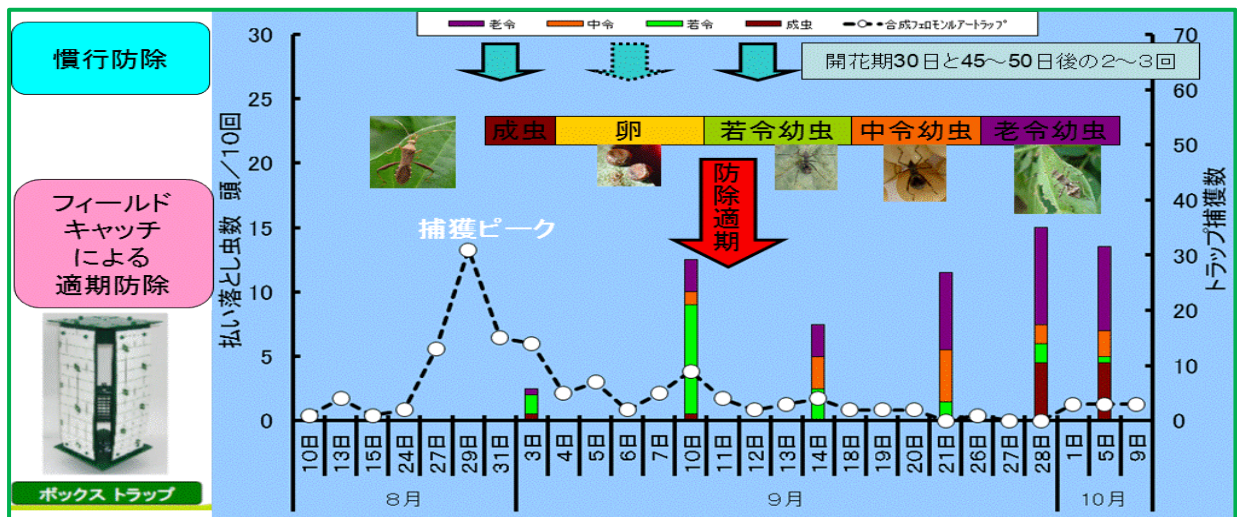 老令 中令 若令 成虫 合成フェロモンルアートラップ
慣行防除
開花期30日と45～50日後の2～3回
成虫 卵 若令幼虫 中令幼虫 老令幼虫
防除適期
フィールド
キャッチ
による
適期防除
捕獲ピーク
ボックス トラップ
払い落とし虫数 頭／10回
30
25
20
15
10
5
0
トラップ捕獲数
70
60
50
40
30
20
10
0
10日 13日 15日 24日 27日 29日 31日 3日 4日 5日 6日 7日 10日 11日 12日 13日 14日 18日 19日 20日 21日 26日 27日 28日 1日 5日 9日
8月 9月 10月